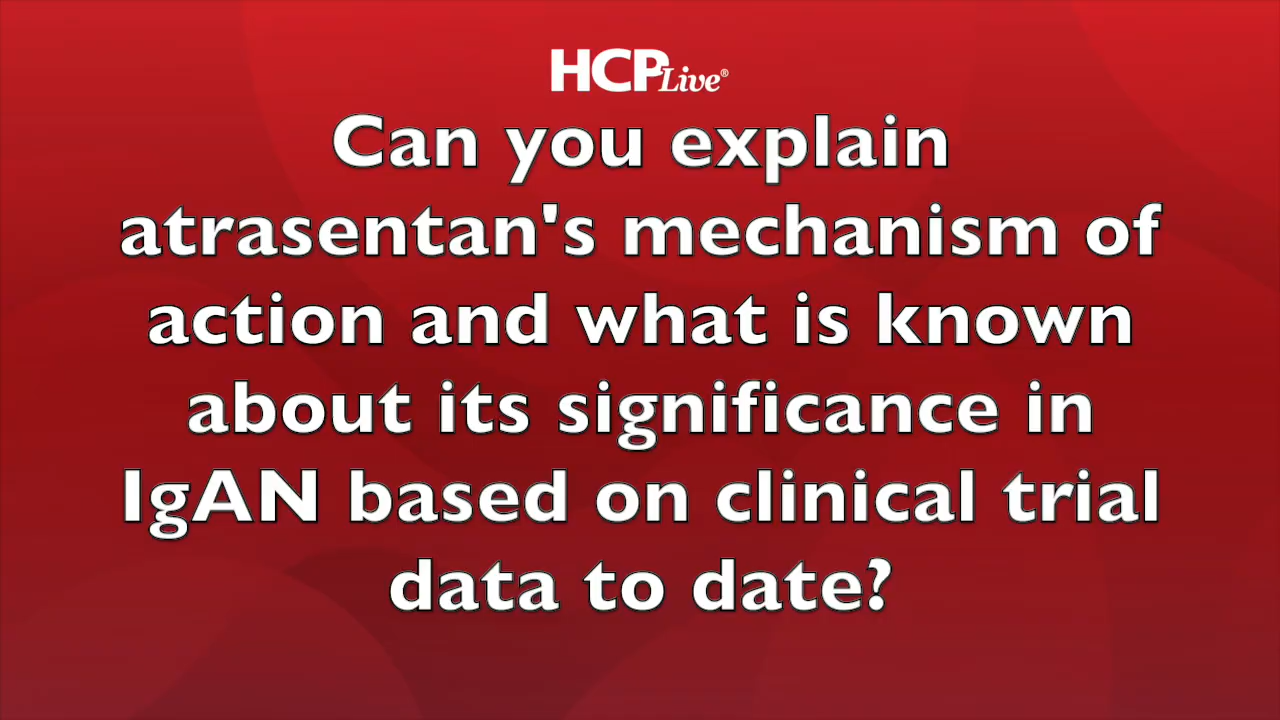 HCPLive®
Can you explain
atrasentan's mechanism of
action and what is known
about its significance in
IgAN based on clinical trial
data to date?